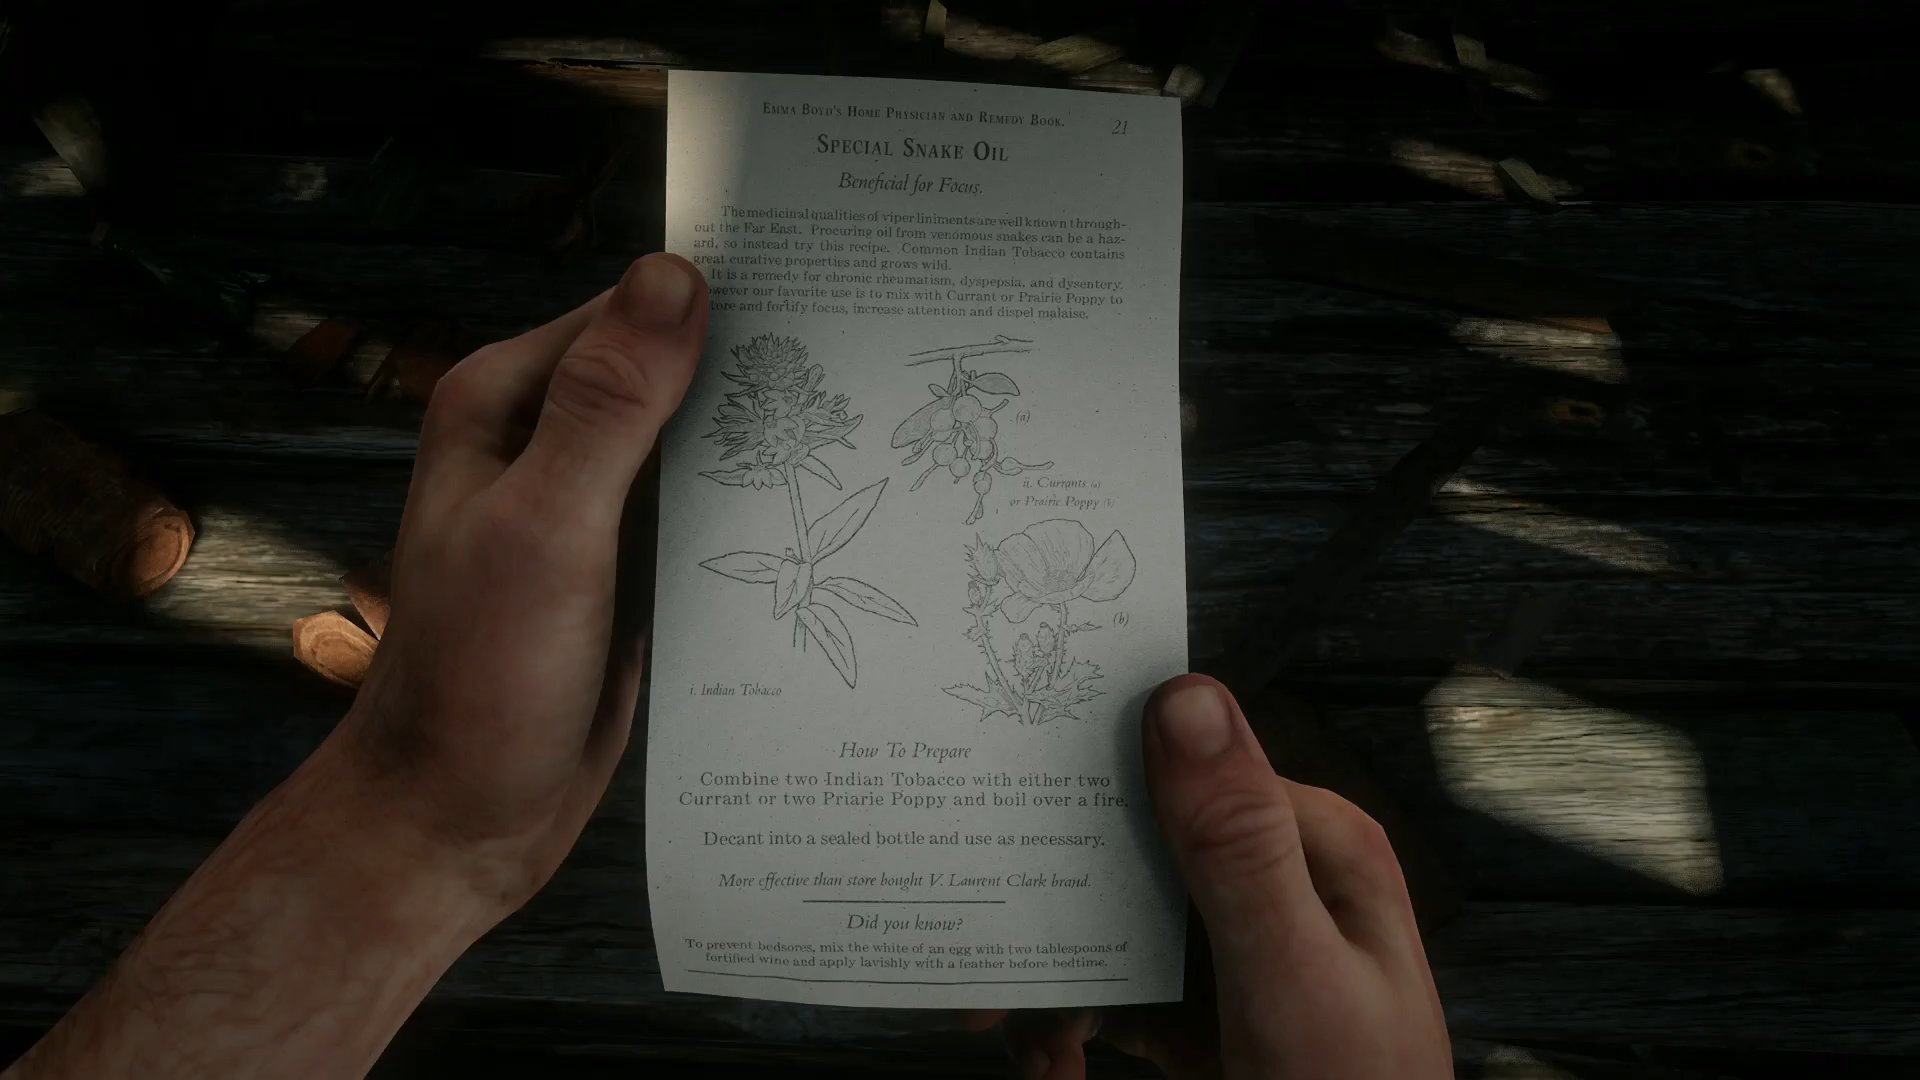 Emma Boyd's Home Physician and Remedy Book.
21
Special Snake Oil
Beneficial for Focus.
The medicinal qualities of viper liniments are well known through-
out the Far East. Procuring oil from venomous snakes can be a haz-
ard, so instead try this recipe. Common Indian Tobacco contains
great curative properties and grows wild.
It is a remedy for chronic rheumatism, dyspepsia, and dysentery.
owever our favorite use is to mix with Currant or Prairie Poppy to
tore and fortify focus, increase attention and dispel malaise.
(a)
ii. Currants (a)
or Prairie Poppy (b)
(b)
i. Indian Tobacco
How To Prepare
Combine two Indian Tobacco with either two
Currant or two Priarie Poppy and boil over a fire.
Decant into a sealed bottle and use as necessary.
More effective than store bought V. Laurent Clark brand.
Did you know?
To prevent bedsores, mix the white of an egg with two tablespoons of
fortified wine and apply lavishly with a feather before bedtime.